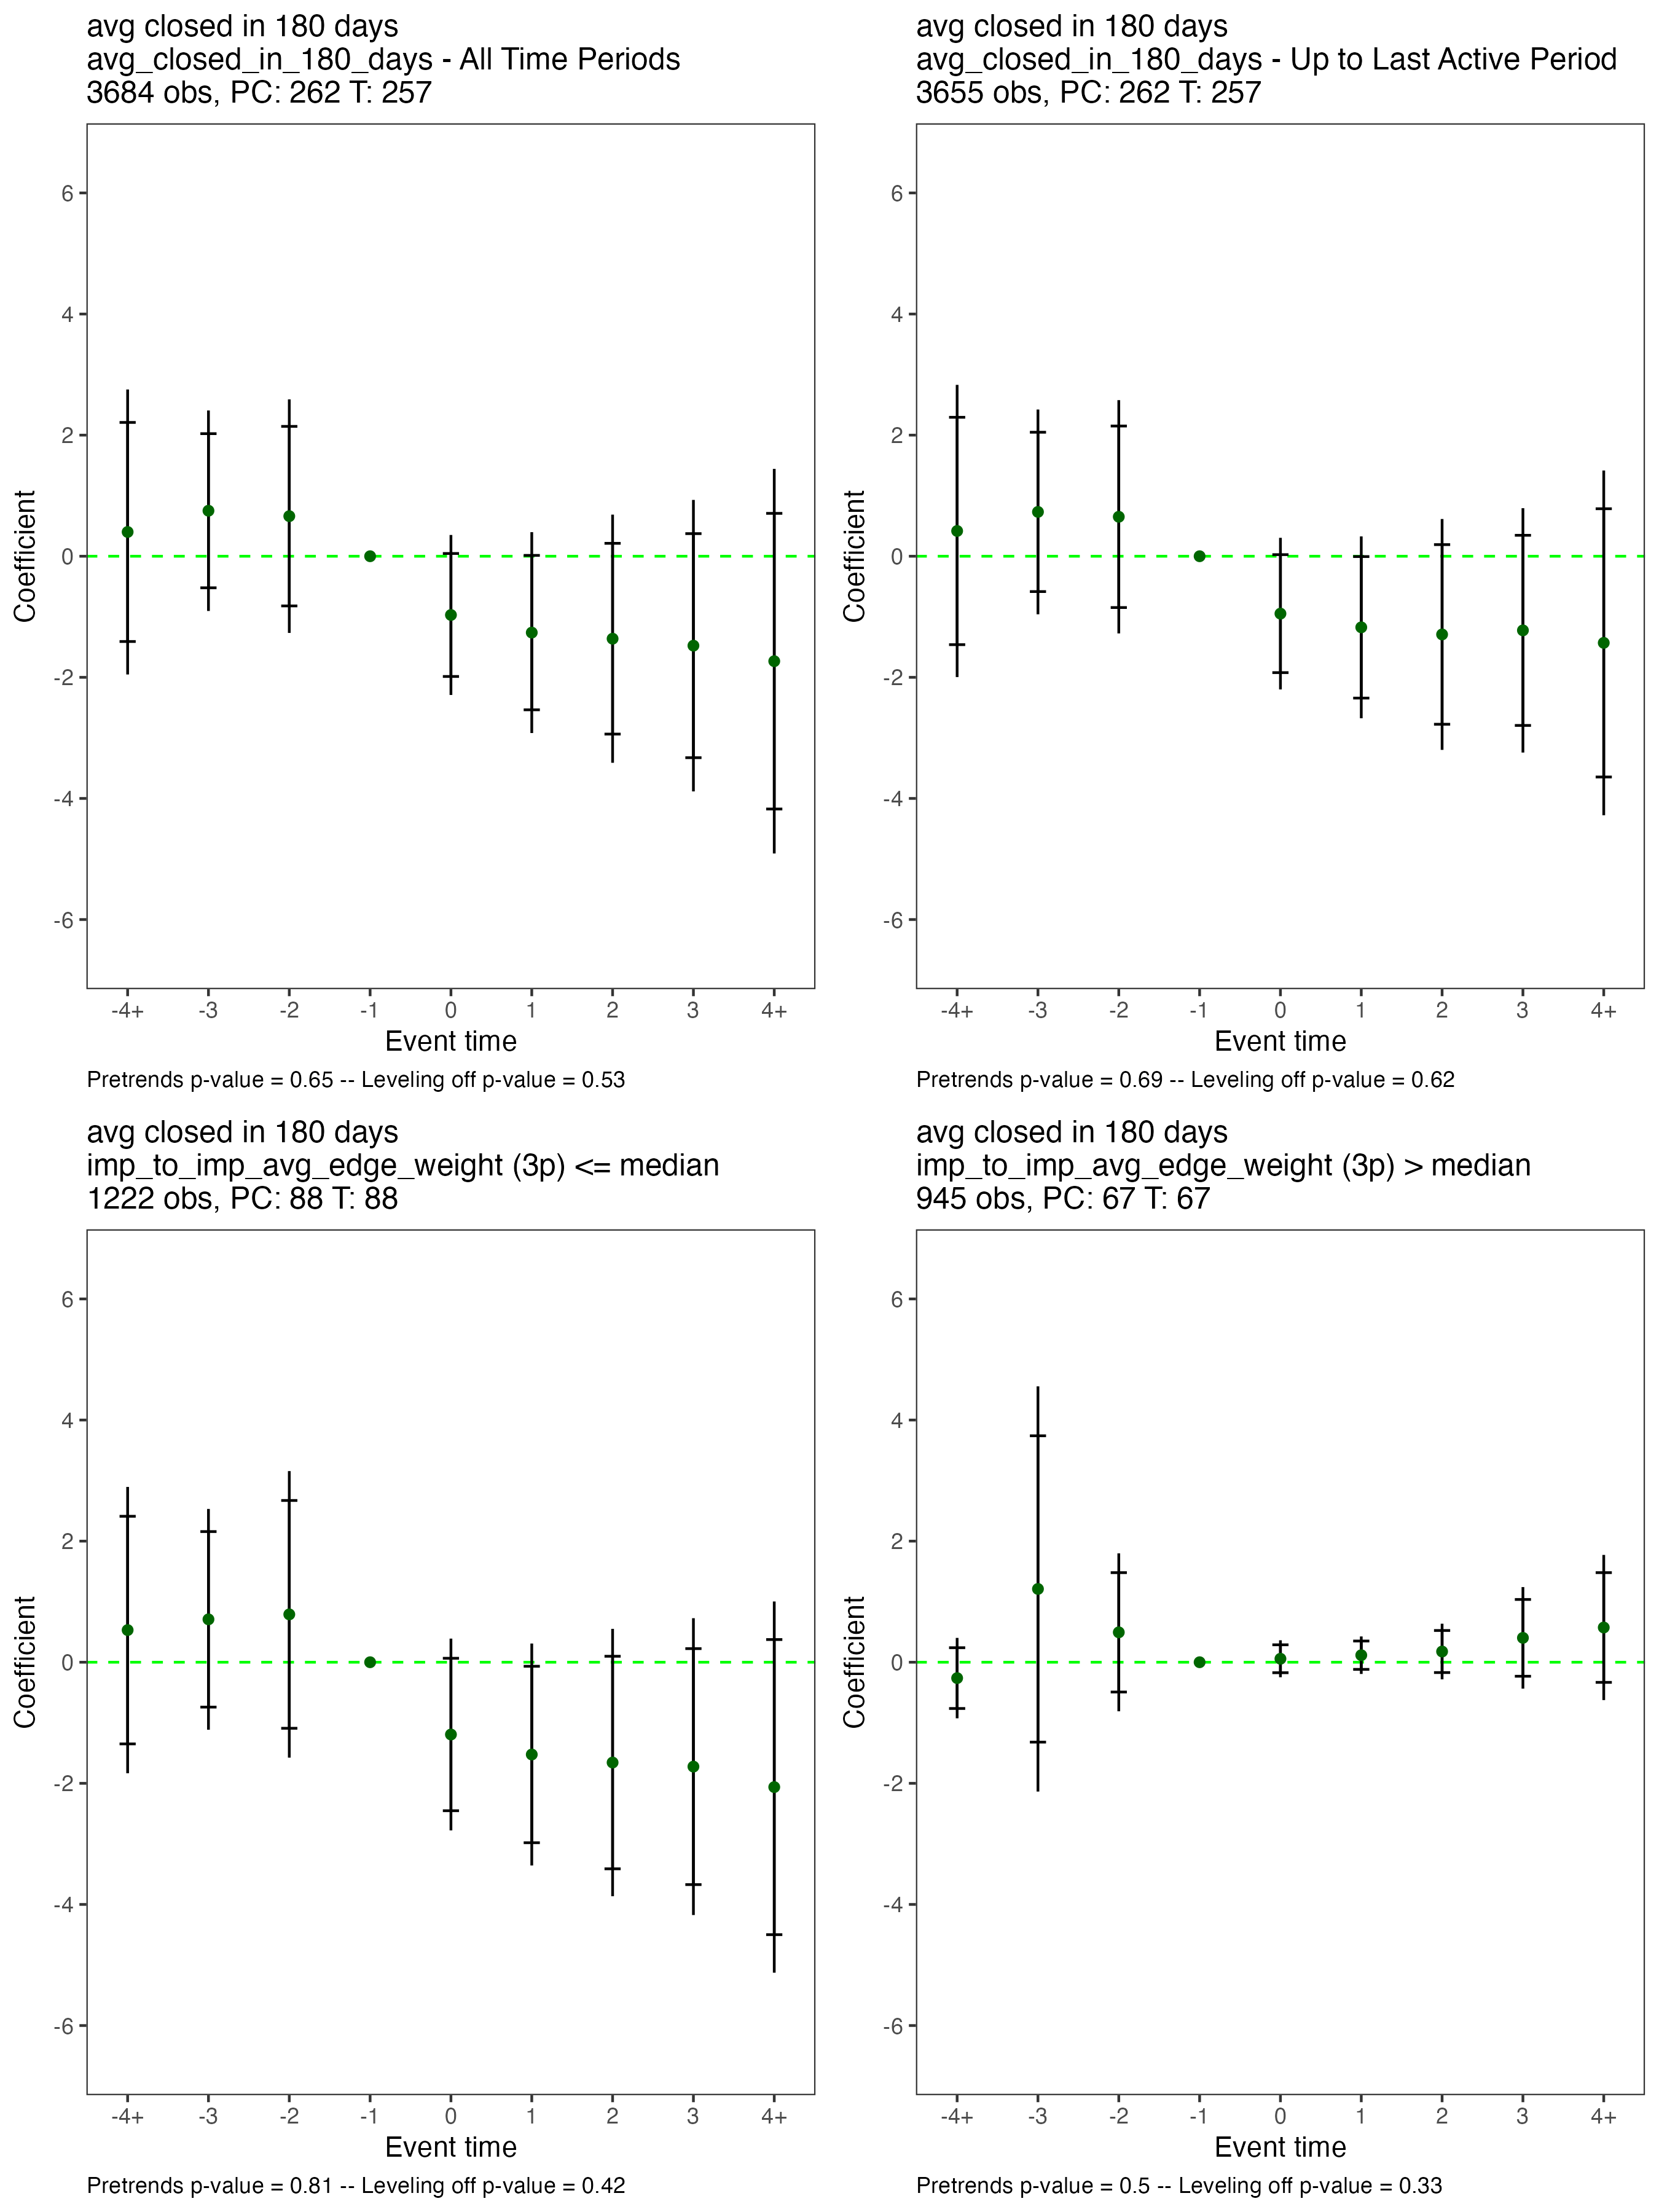 avg closed in 180 days
avg_closed_in_180_days - All Time Periods
3684 obs, PC: 262 T: 257
Coefficient
6
4
2
0
-2
-4
-6
-4+ -3 -2 -1 0 1 2 3 4+
Event time
Pretrends p-value = 0.65 -- Leveling off p-value = 0.53
avg closed in 180 days
avg_closed_in_180_days - Up to Last Active Period
3655 obs, PC: 262 T: 257
Coefficient
6
4
2
0
-2
-4
-6
-4+ -3 -2 -1 0 1 2 3 4+
Event time
Pretrends p-value = 0.69 -- Leveling off p-value = 0.62
avg closed in 180 days
imp_to_imp_avg_edge_weight (3p) <= median
1222 obs, PC: 88 T: 88
Coefficient
6
4
2
0
-2
-4
-6
-4+ -3 -2 -1 0 1 2 3 4+
Event time
Pretrends p-value = 0.81 -- Leveling off p-value = 0.42
avg closed in 180 days
imp_to_imp_avg_edge_weight (3p) > median
945 obs, PC: 67 T: 67
Coefficient
6
4
2
0
-2
-4
-6
-4+ -3 -2 -1 0 1 2 3 4+
Event time
Pretrends p-value = 0.5 -- Leveling off p-value = 0.33